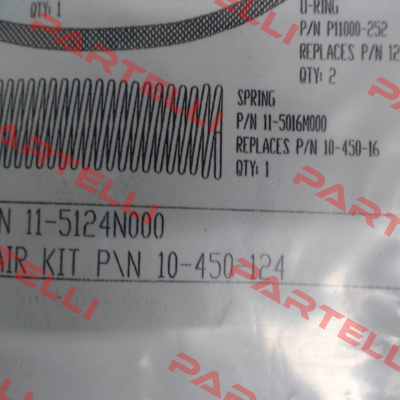 QTY: 1
O-RING
P/N P11000-252
REPLACES P/N 12
QTY: 2
SPRING
P/N 11-5016M000
REPLACES P/N 10-450-16
QTY: 1
N 11-5124N000
AIR KIT P\N 10-450-124
PARTELLI
PARTELLI
PARTELLI
PARTELLI